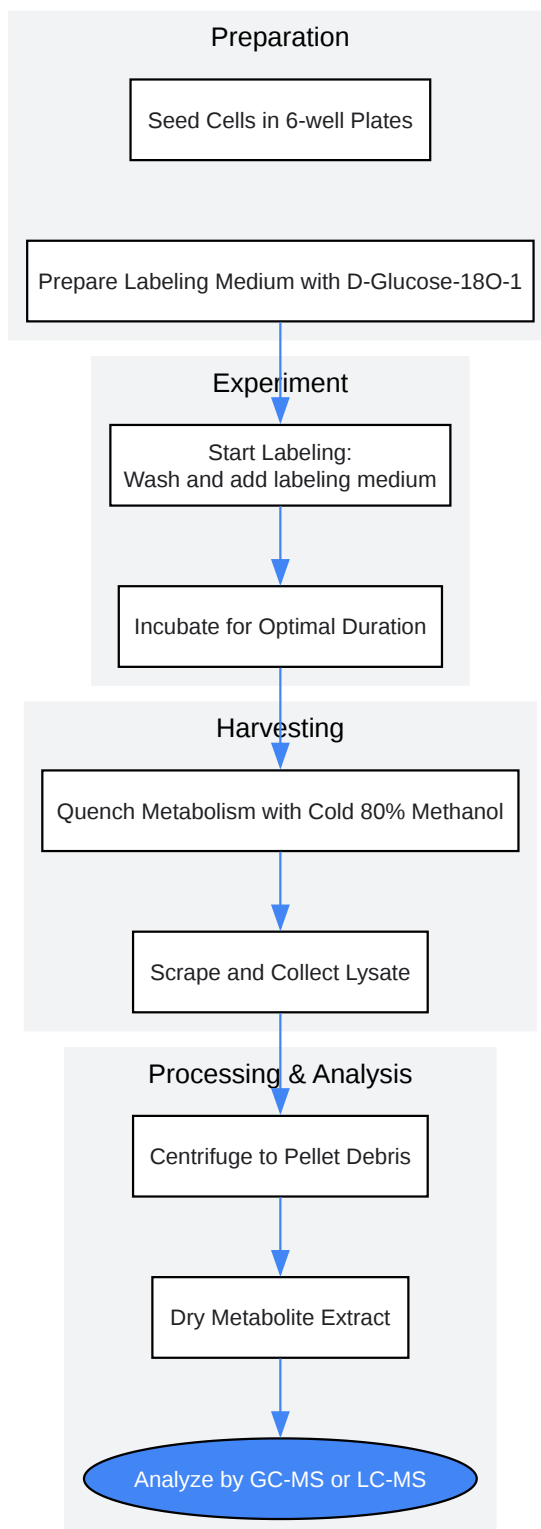 Preparation
Seed Cells in 6-well Plates
Prepare Labeling Medium with D-Glucose-18O-1
Experiment
Start Labeling:
Wash and add labeling medium
Incubate for Optimal Duration
Harvesting
Quench Metabolism with Cold 80% Methanol
Scrape and Collect Lysate
Processing & Analysis
Centrifuge to Pellet Debris
Dry Metabolite Extract
Analyze by GC-MS or LC-MS